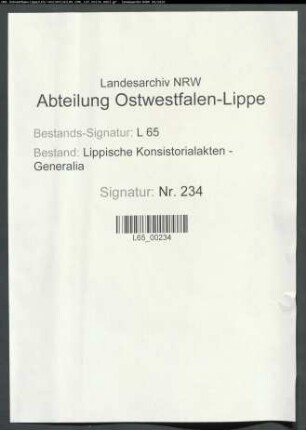 Landesarchiv NRW
Abteilung Ostwestfalen-Lippe
Bestands-Signatur: L 65
Bestand: Lippische Konsistorialakten -
Generalia
Signatur: Nr. 234
L65_00234